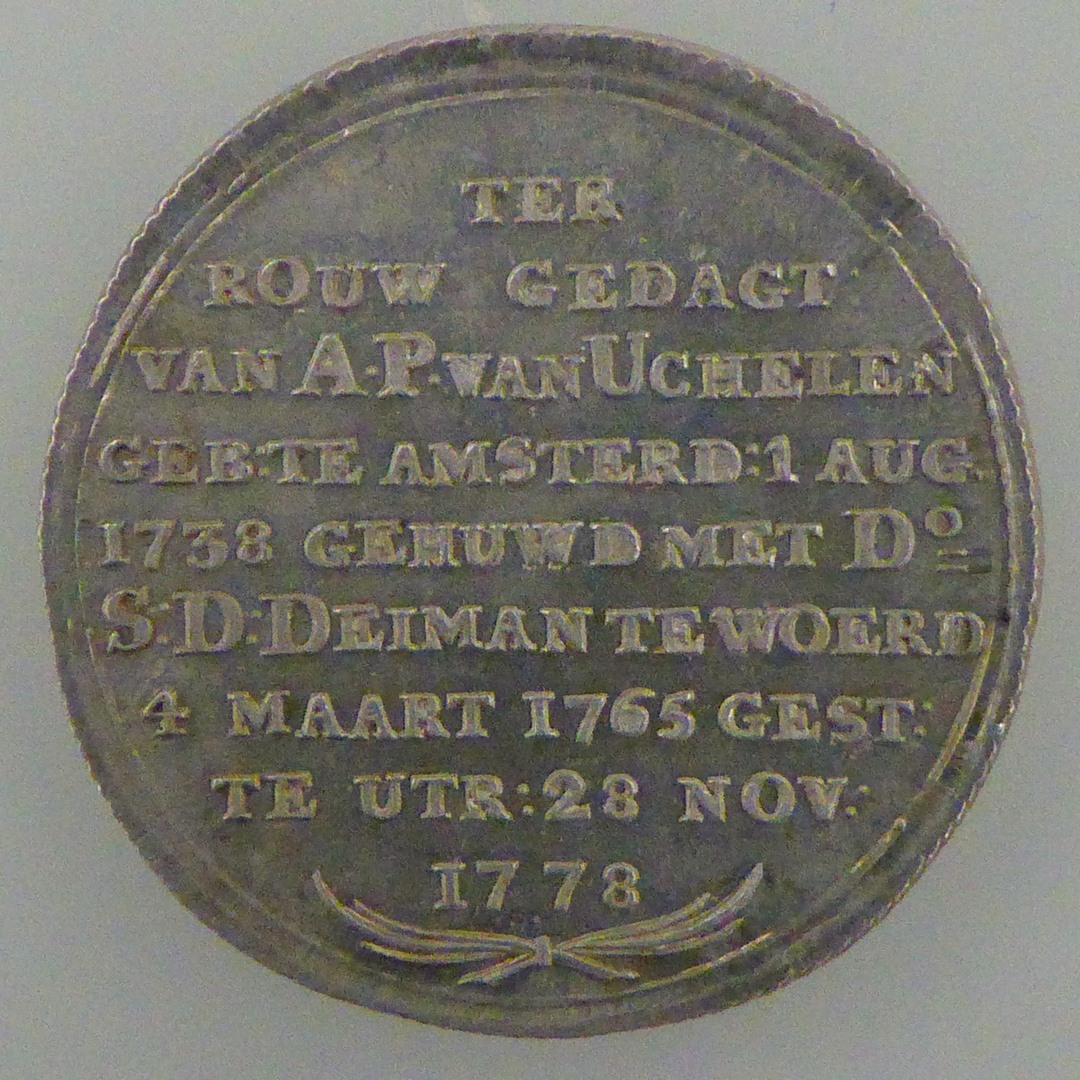 TER
ROUW GEDAGT
VAN A.P. VAN UCHELEN
GEB: TE AMSTERD: 1 AUG.
1738 GEHUWD MET Dº
S: D: DEIMAN TE WOERD
4 MAART 1765 GEST:
TE UTR: 28 NOV:
1778